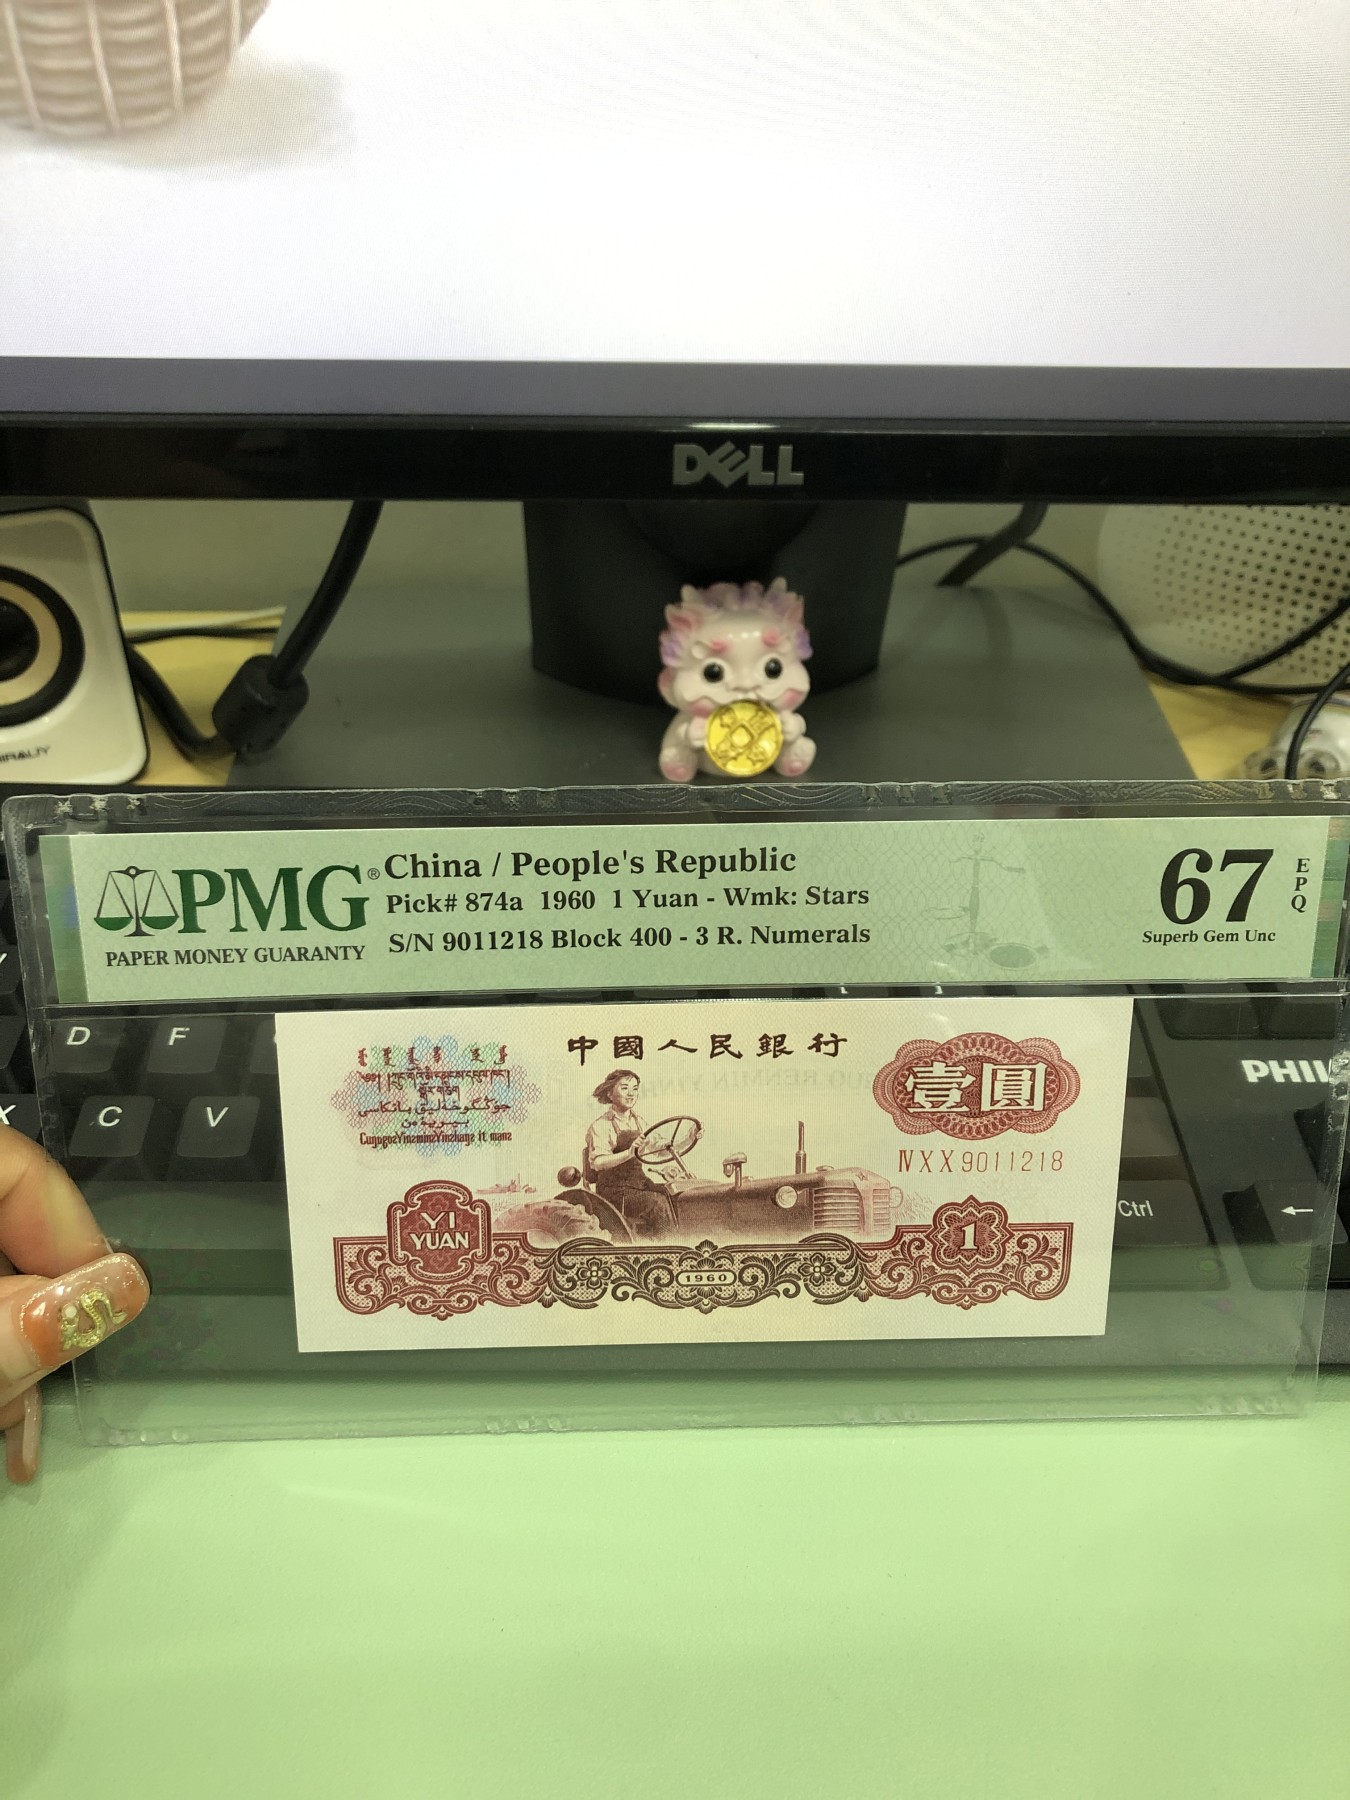 DELL
PMG®
PAPER MONEY GUARANTY
China / People's Republic
Pick# 874a 1960 1 Yuan - Wmk: Stars
S/N 9011218 Block 400 - 3 R. Numerals
67
EPQ
Superb Gem Unc
中國人民銀行
壹圓
ⅣⅩⅩ9011218
YI
YUAN
1960
1
D
F
C
V
X
PHIL
Ctrl
←